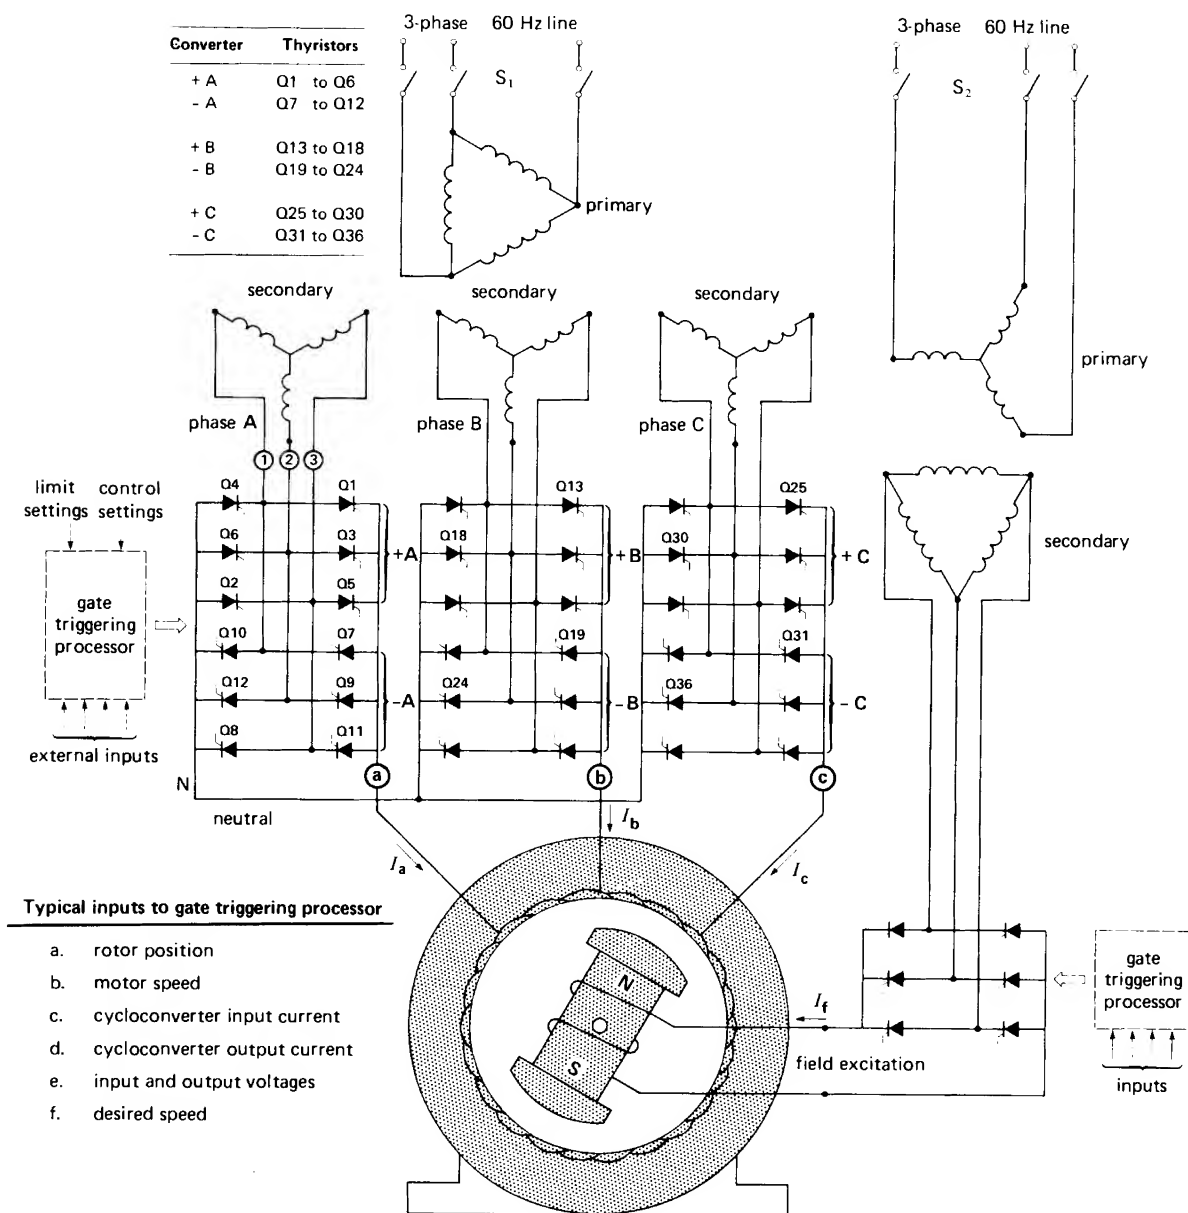 3-phase 60 Hz line
3-phase 60 Hz line
Converter Thyristors
+ A Q1 to Q6
- A Q7 to Q12
+ B Q13 to Q18
- B Q19 to Q24
+ C Q25 to Q30
- C Q31 to Q36
S1
S2
primary
secondary
secondary
secondary
primary
phase A
phase B
phase C
1 2 3
limit settings
control settings
secondary
Q4 Q1
Q13
Q25
Q6 Q3
+A
Q18
+B
Q30
+ C
Q2 Q5
gate
triggering
processor
Q10 Q7
Q19
Q31
Q12 Q9
-A
Q24
-B
Q36
-C
Q8 Q11
external inputs
N
a
b
c
neutral
Ia
Ib
Ic
Typical inputs to gate triggering processor
a. rotor position
b. motor speed
c. cycloconverter input current
d. cycloconverter output current
e. input and output voltages
f. desired speed
N
S
If
field excitation
gate
triggering
processor
inputs